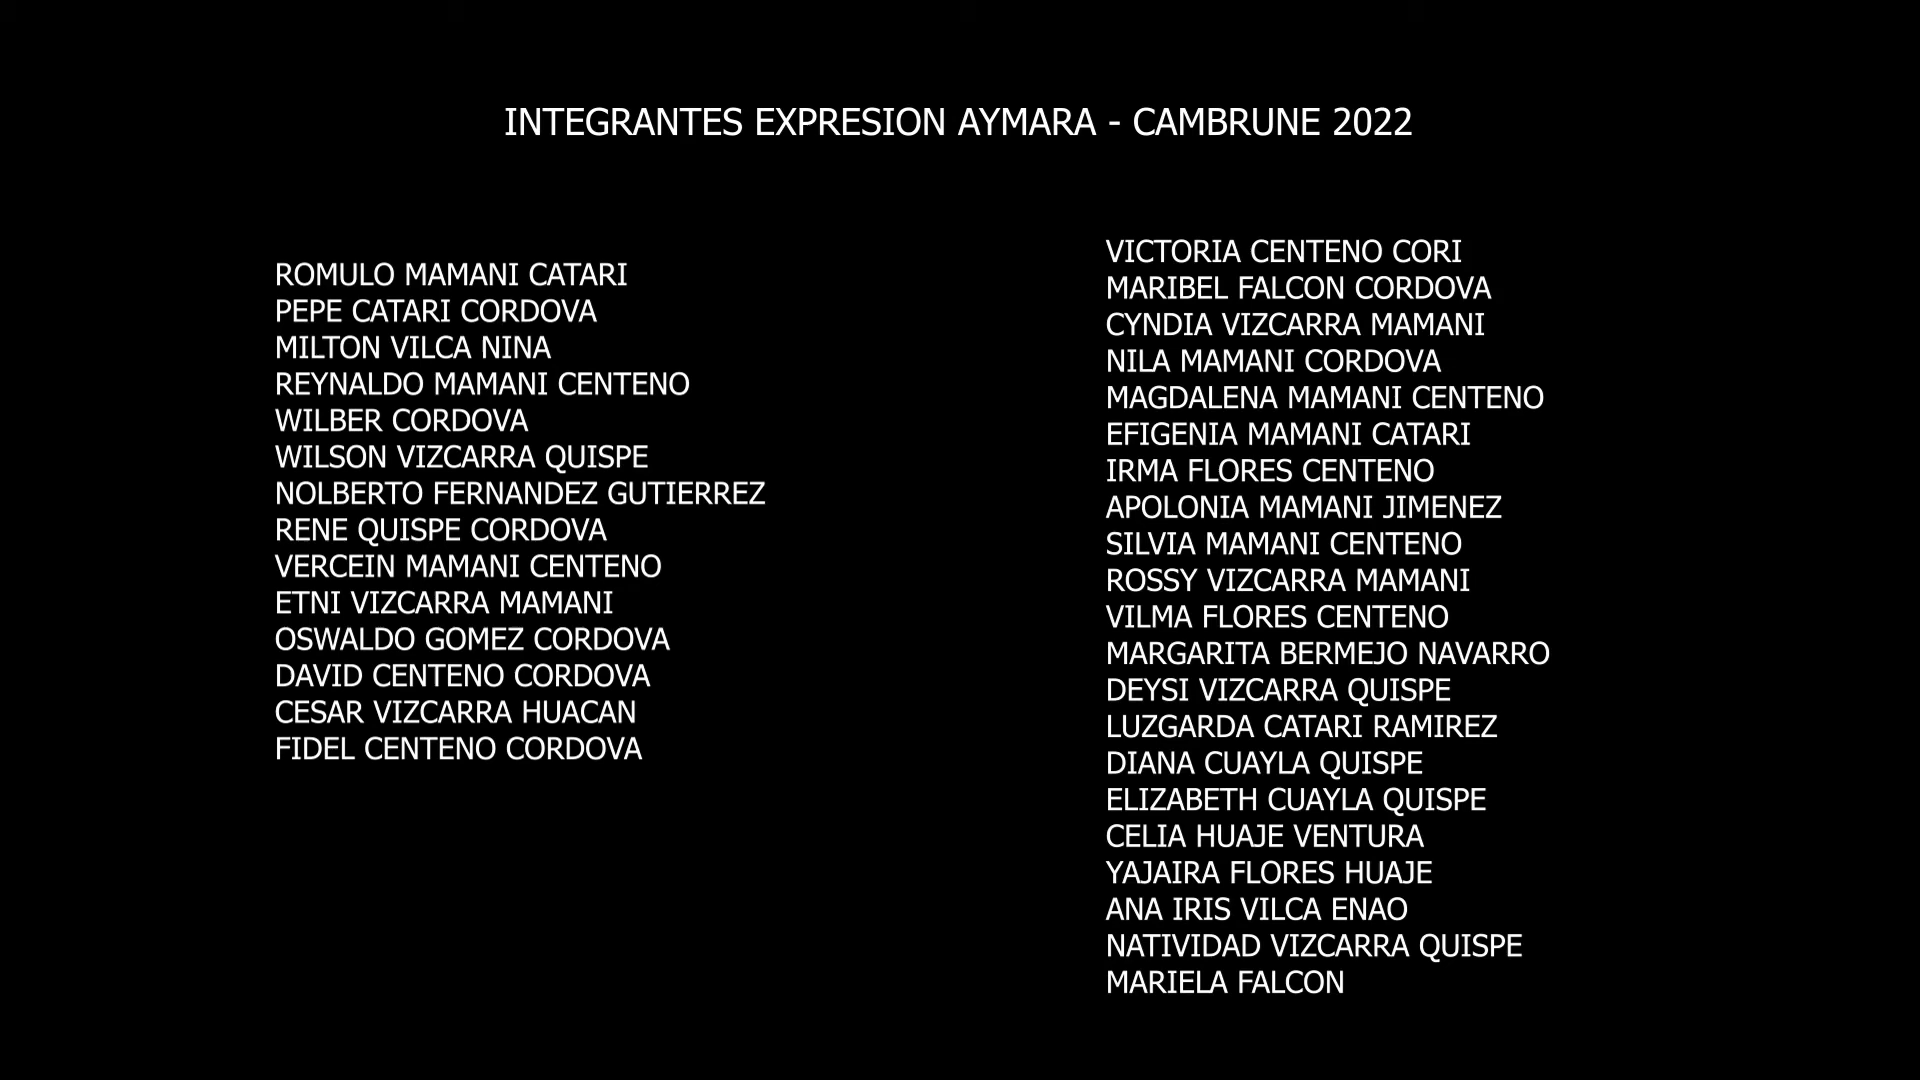 INTEGRANTES EXPRESION AYMARA - CAMBRUNE 2022
ROMULO MAMANI CATARI
PEPE CATARI CORDOVA
MILTON VILCA NINA
REYNALDO MAMANI CENTENO
WILBER CORDOVA
WILSON VIZCARRA QUISPE
NOLBERTO FERNANDEZ GUTIERREZ
RENE QUISPE CORDOVA
VERCEIN MAMANI CENTENO
ETNI VIZCARRA MAMANI
OSWALDO GOMEZ CORDOVA
DAVID CENTENO CORDOVA
CESAR VIZCARRA HUACAN
FIDEL CENTENO CORDOVA
VICTORIA CENTENO CORI
MARIBEL FALCON CORDOVA
CYNDIA VIZCARRA MAMANI
NILA MAMANI CORDOVA
MAGDALENA MAMANI CENTENO
EFIGENIA MAMANI CATARI
IRMA FLORES CENTENO
APOLONIA MAMANI JIMENEZ
SILVIA MAMANI CENTENO
ROSSY VIZCARRA MAMANI
VILMA FLORES CENTENO
MARGARITA BERMEJO NAVARRO
DEYSI VIZCARRA QUISPE
LUZGARDA CATARI RAMIREZ
DIANA CUAYLA QUISPE
ELIZABETH CUAYLA QUISPE
CELIA HUAJE VENTURA
YAJAIRA FLORES HUAJE
ANA IRIS VILCA ENAO
NATIVIDAD VIZCARRA QUISPE
MARIELA FALCON